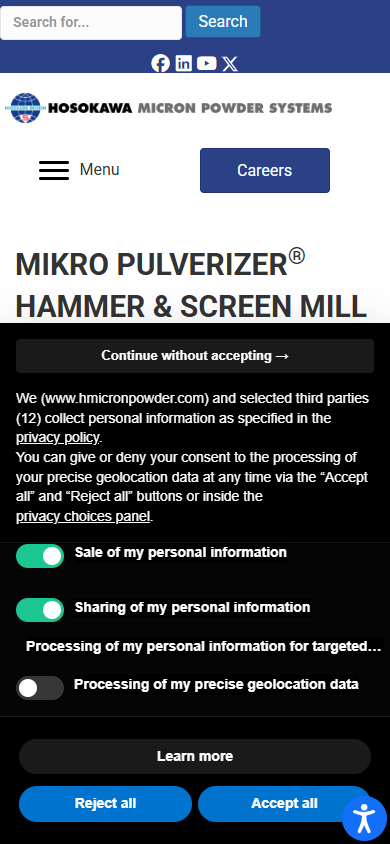 Search for...
Search
HOSOKAWA MICRON POWDER SYSTEMS
Menu
Careers
MIKRO PULVERIZER®
HAMMER & SCREEN MILL
Continue without accepting →
We (www.hmicronpowder.com) and selected third parties
(12) collect personal information as specified in the
privacy policy.
You can give or deny your consent to the processing of
your precise geolocation data at any time via the “Accept
all” and “Reject all” buttons or inside the
privacy choices panel.
Sale of my personal information
Sharing of my personal information
Processing of my personal information for targeted...
Processing of my precise geolocation data
Learn more
Reject all
Accept all